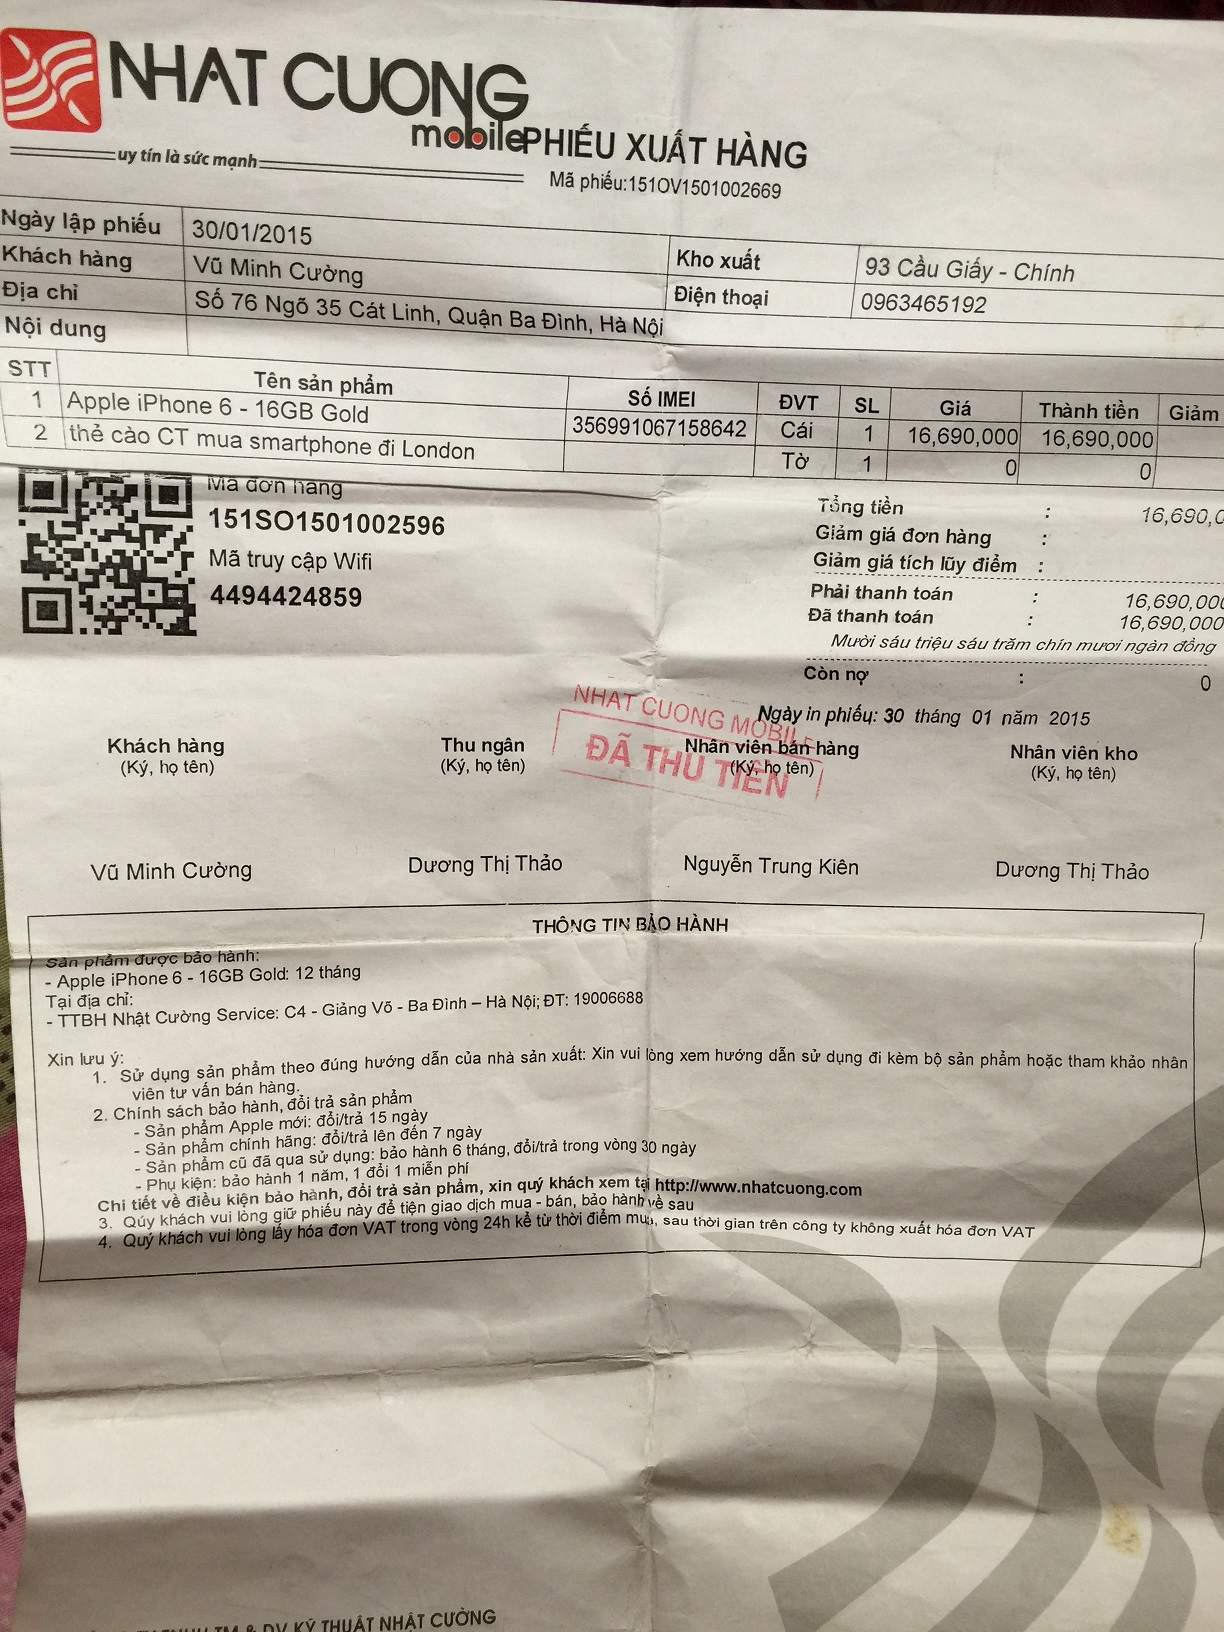 NHAT CUONG
mobile
uy tín là sức mạnh
PHIẾU XUẤT HÀNG
Mã phiếu:151OV1501002669
Ngày lập phiếu 30/01/2015
Khách hàng Vũ Minh Cường Kho xuất 93 Cầu Giấy - Chính
Địa chỉ Số 76 Ngõ 35 Cát Linh, Quận Ba Đình, Hà Nội Điện thoại 0963465192
Nội dung
STT Tên sản phẩm Số IMEI ĐVT SL Giá Thành tiền Giảm
1 Apple iPhone 6 - 16GB Gold 356991067158642 Cái 1 16,690,000 16,690,000
2 thẻ cào CT mua smartphone đi London Tờ 1 0 0
Mã đơn hàng
151SO1501002596
Mã truy cập Wifi
4494424859
Tổng tiền : 16,690,0
Giảm giá đơn hàng :
Giảm giá tích lũy điểm :
Phải thanh toán : 16,690,000
Đã thanh toán : 16,690,000
Mười sáu triệu sáu trăm chín mươi ngàn đồng
Còn nợ : 0
Ngày in phiếu: 30 tháng 01 năm 2015
NHAT CUONG MOBILE
ĐÃ THU TIỀN
Khách hàng Thu ngân Nhân viên bán hàng Nhân viên kho
(Ký, họ tên) (Ký, họ tên) (Ký, họ tên) (Ký, họ tên)
Vũ Minh Cường Dương Thị Thảo Nguyễn Trung Kiên Dương Thị Thảo
THÔNG TIN BẢO HÀNH
Sản phẩm được bảo hành:
- Apple iPhone 6 - 16GB Gold: 12 tháng
Tại địa chỉ:
- TTBH Nhật Cường Service: C4 - Giảng Võ - Ba Đình – Hà Nội; ĐT: 19006688
Xin lưu ý:
1. Sử dụng sản phẩm theo đúng hướng dẫn của nhà sản xuất: Xin vui lòng xem hướng dẫn sử dụng đi kèm bộ sản phẩm hoặc tham khảo nhân
viên tư vấn bán hàng.
2. Chính sách bảo hành, đổi trả sản phẩm
- Sản phẩm Apple mới: đổi/trả 15 ngày
- Sản phẩm chính hãng: đổi/trả lên đến 7 ngày
- Sản phẩm cũ đã qua sử dụng: bảo hành 6 tháng, đổi/trả trong vòng 30 ngày
- Phụ kiện: bảo hành 1 năm, 1 đổi 1 miễn phí
Chi tiết về điều kiện bảo hành, đổi trả sản phẩm, xin quý khách xem tại http://www.nhatcuong.com
3. Qúy khách vui lòng giữ phiếu này để tiện giao dịch mua - bán, bảo hành về sau
4. Quý khách vui lòng lấy hóa đơn VAT trong vòng 24h kể từ thời điểm mua, sau thời gian trên công ty không xuất hóa đơn VAT
TM & DV KỸ THUẬT NHẬT CƯỜNG